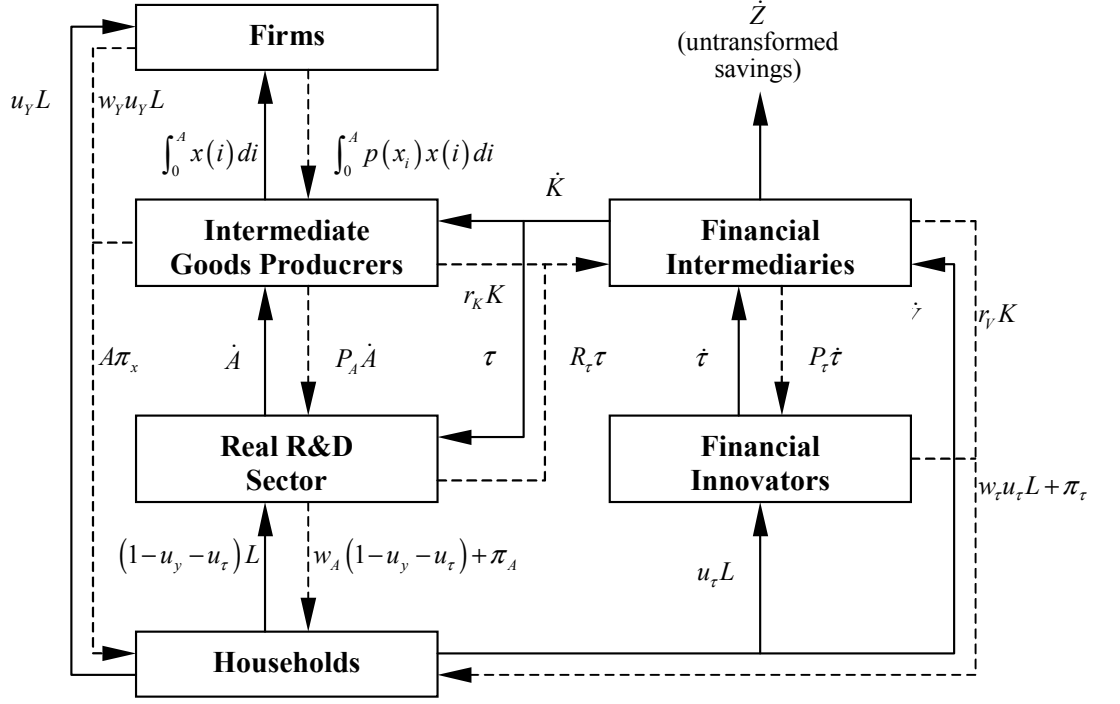 Ż
(untransformed
savings)
Firms
u_Y L
w_Y u_Y L
∫_0^A x(i) di
∫_0^A p(x_i) x(i) di
K̇
Intermediate
Goods Producrers
Financial
Intermediaries
r_K K
r_V K
Aπ_x
Ȧ
P_A Ȧ
τ
R_τ τ
τ̇
P_τ τ̇
Real R&D
Sector
Financial
Innovators
w_τ u_τ L + π_τ
(1 − u_y − u_τ) L
w_A (1 − u_y − u_τ) + π_A
u_τ L
Households